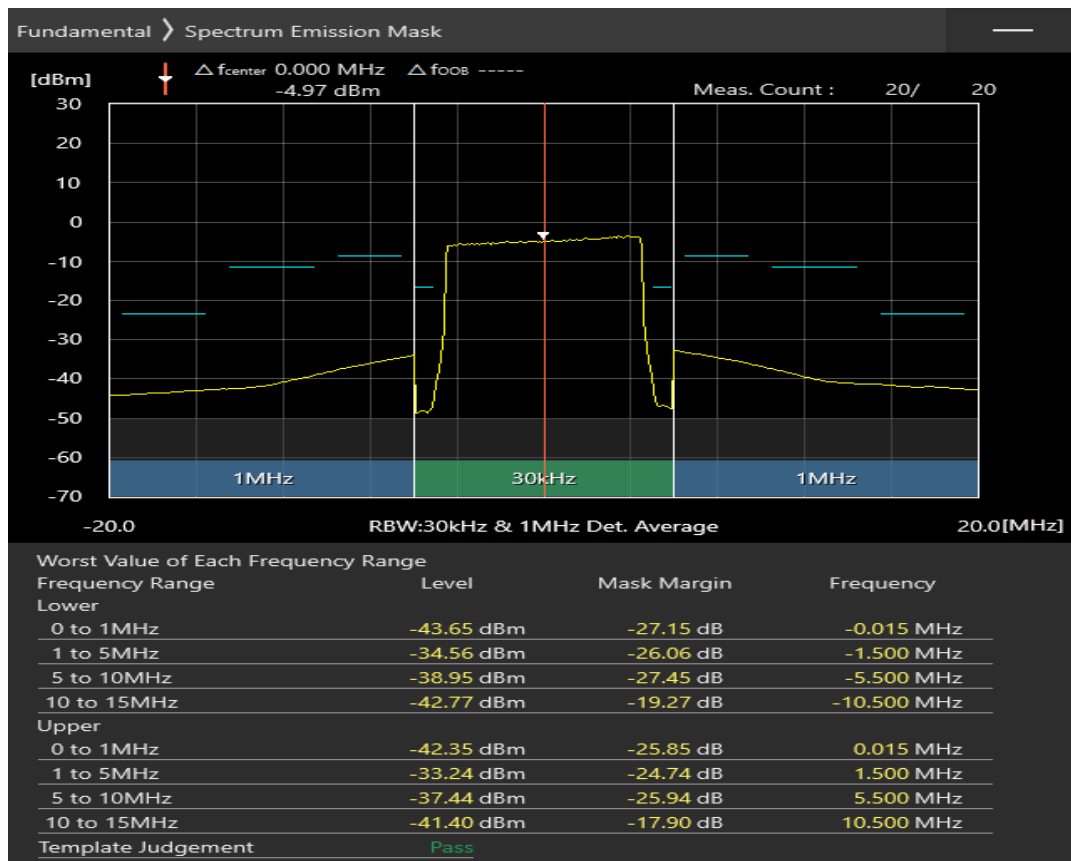 Fundamental ❯ Spectrum Emission Mask
[dBm] △ fcenter 0.000 MHz △ fOOB -----
-4.97 dBm Meas. Count : 20/ 20
30
20
10
0
-10
-20
-30
-40
-50
-60
1MHz 30kHz 1MHz
-70
-20.0 RBW:30kHz & 1MHz Det. Average 20.0[MHz]
Worst Value of Each Frequency Range
Frequency Range Level Mask Margin Frequency
Lower
0 to 1MHz -43.65 dBm -27.15 dB -0.015 MHz
1 to 5MHz -34.56 dBm -26.06 dB -1.500 MHz
5 to 10MHz -38.95 dBm -27.45 dB -5.500 MHz
10 to 15MHz -42.77 dBm -19.27 dB -10.500 MHz
Upper
0 to 1MHz -42.35 dBm -25.85 dB 0.015 MHz
1 to 5MHz -33.24 dBm -24.74 dB 1.500 MHz
5 to 10MHz -37.44 dBm -25.94 dB 5.500 MHz
10 to 15MHz -41.40 dBm -17.90 dB 10.500 MHz
Template Judgement Pass